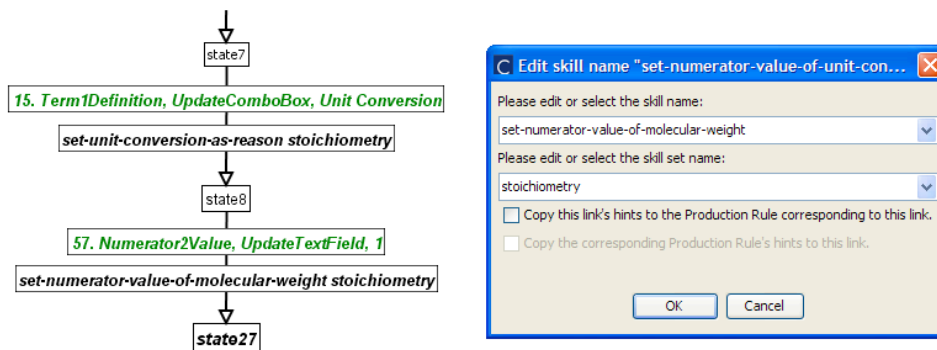 state7
15. Term1Definition, UpdateComboBox, Unit Conversion
set-unit-conversion-as-reason stoichiometry
state8
57. Numerator2Value, UpdateTextField, 1
set-numerator-value-of-molecular-weight stoichiometry
state27
Edit skill name "set-numerator-value-of-unit-con...
Please edit or select the skill name:
set-numerator-value-of-molecular-weight
Please edit or select the skill set name:
stoichiometry
Copy this link's hints to the Production Rule corresponding to this link.
Copy the corresponding Production Rule's hints to this link.
OK Cancel